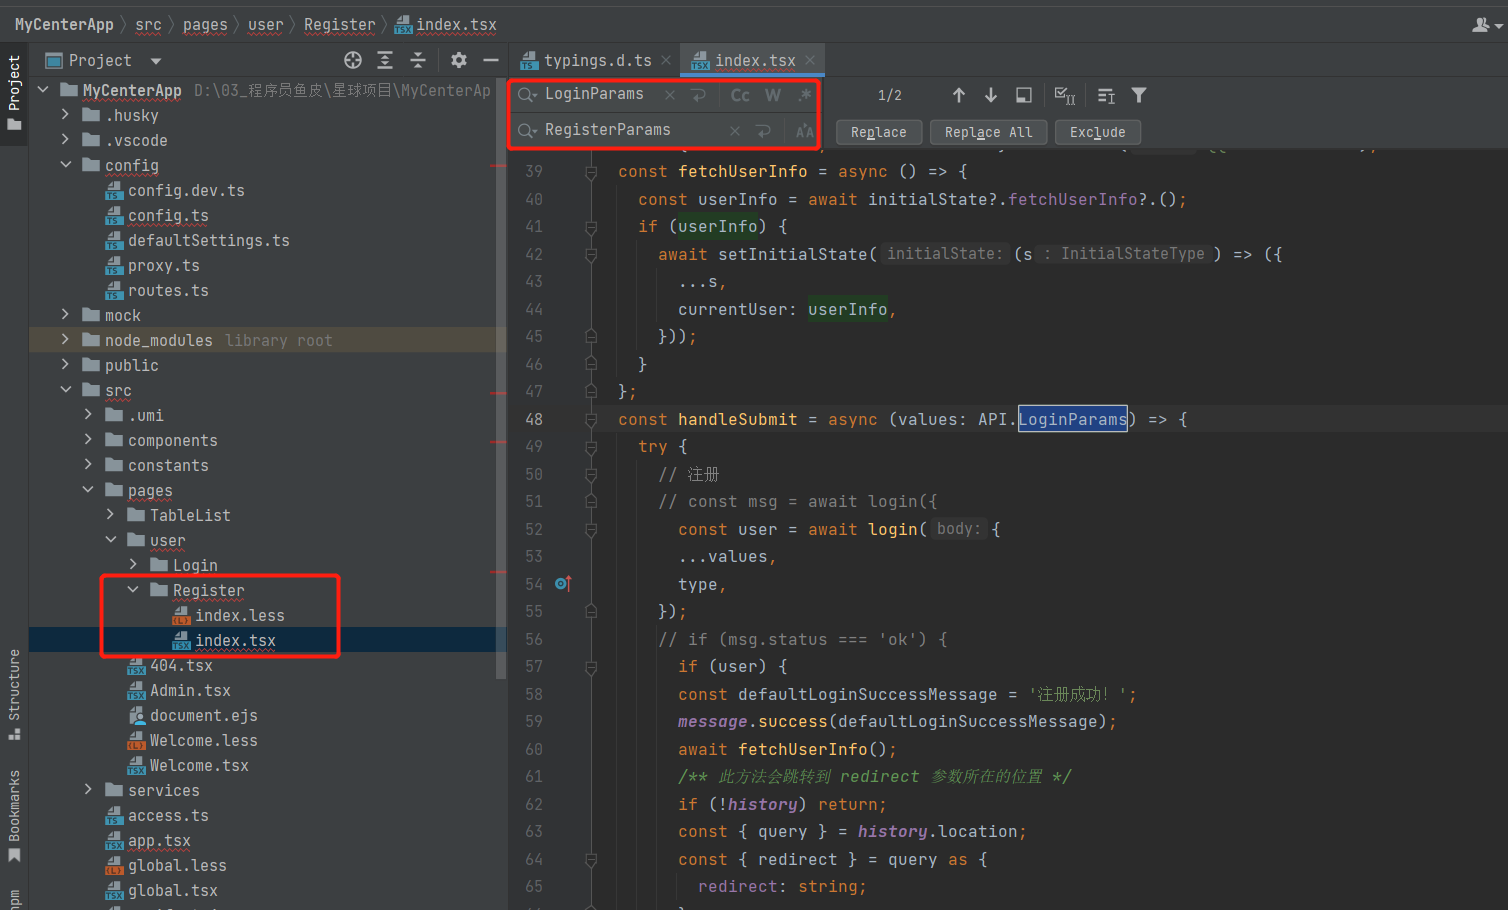 MyCenterApp src pages user Register index.tsx
Project
Project
typings.d.ts
index.tsx
MyCenterApp D:\03_程序员鱼皮\星球项目\MyCenterAp
.husky
.vscode
config
config.dev.ts
config.ts
defaultSettings.ts
proxy.ts
routes.ts
mock
node_modules library root
public
src
.umi
components
constants
pages
TableList
user
Login
Register
index.less
index.tsx
404.tsx
Admin.tsx
document.ejs
Welcome.less
Welcome.tsx
services
access.ts
app.tsx
global.less
global.tsx
Structure
Bookmarks
npm
LoginParams Cc W .* 1/2
RegisterParams Replace Replace All Exclude
39 const fetchUserInfo = async () => {
40 const userInfo = await initialState?.fetchUserInfo?.();
41 if (userInfo) {
42 await setInitialState( initialState: (s : InitialStateType ) => ({
43 ...s,
44 currentUser: userInfo,
45 }));
46 }
47 };
48 const handleSubmit = async (values: API.LoginParams) => {
49 try {
50 // 注册
51 // const msg = await login({
52 const user = await login( body: {
53 ...values,
54 type,
55 });
56 // if (msg.status === 'ok') {
57 if (user) {
58 const defaultLoginSuccessMessage = '注册成功！';
59 message.success(defaultLoginSuccessMessage);
60 await fetchUserInfo();
61 /** 此方法会跳转到 redirect 参数所在的位置 */
62 if (!history) return;
63 const { query } = history.location;
64 const { redirect } = query as {
65 redirect: string;